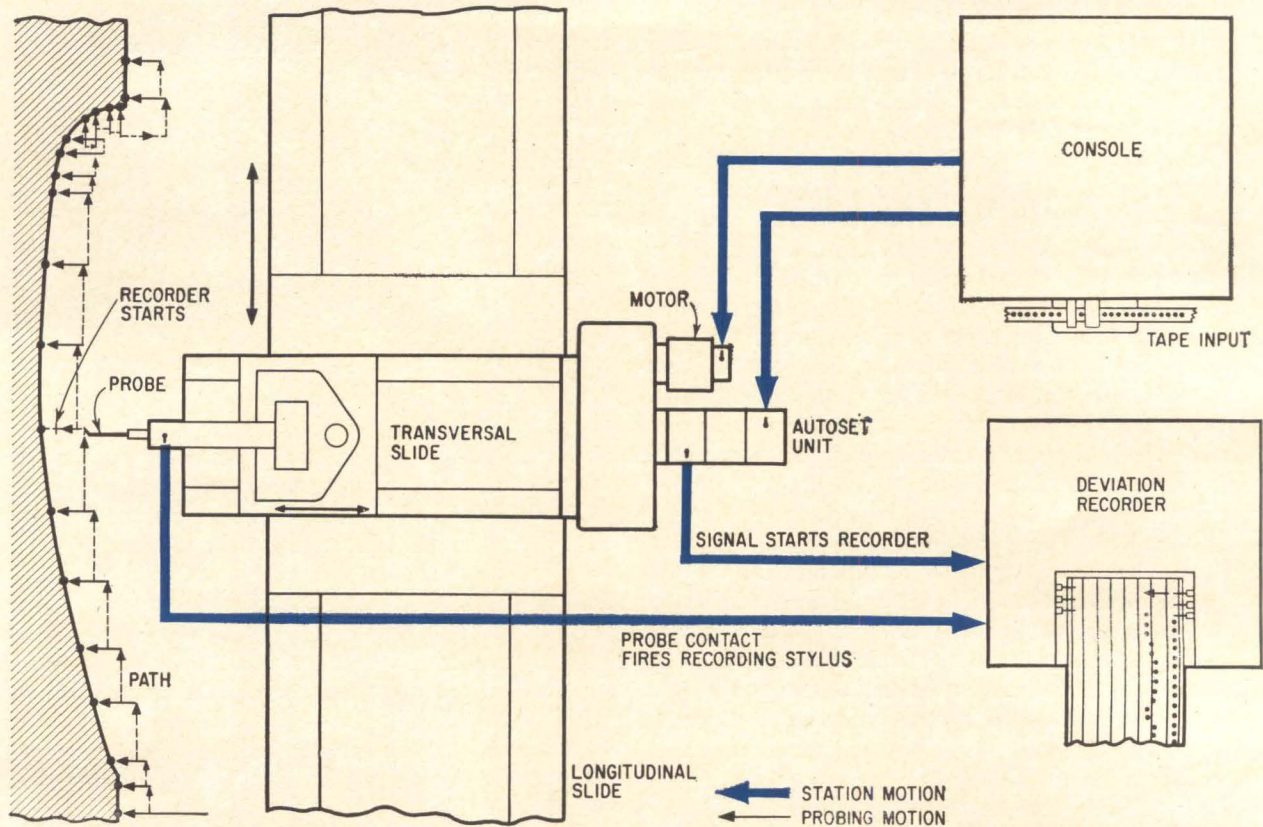 CONSOLE
TAPE INPUT
RECORDER
STARTS
MOTOR
PROBE
TRANSVERSAL
SLIDE
AUTOSET
UNIT
DEVIATION
RECORDER
SIGNAL STARTS RECORDER
PROBE CONTACT
FIRES RECORDING STYLUS
PATH
LONGITUDINAL
SLIDE
STATION MOTION
PROBING MOTION